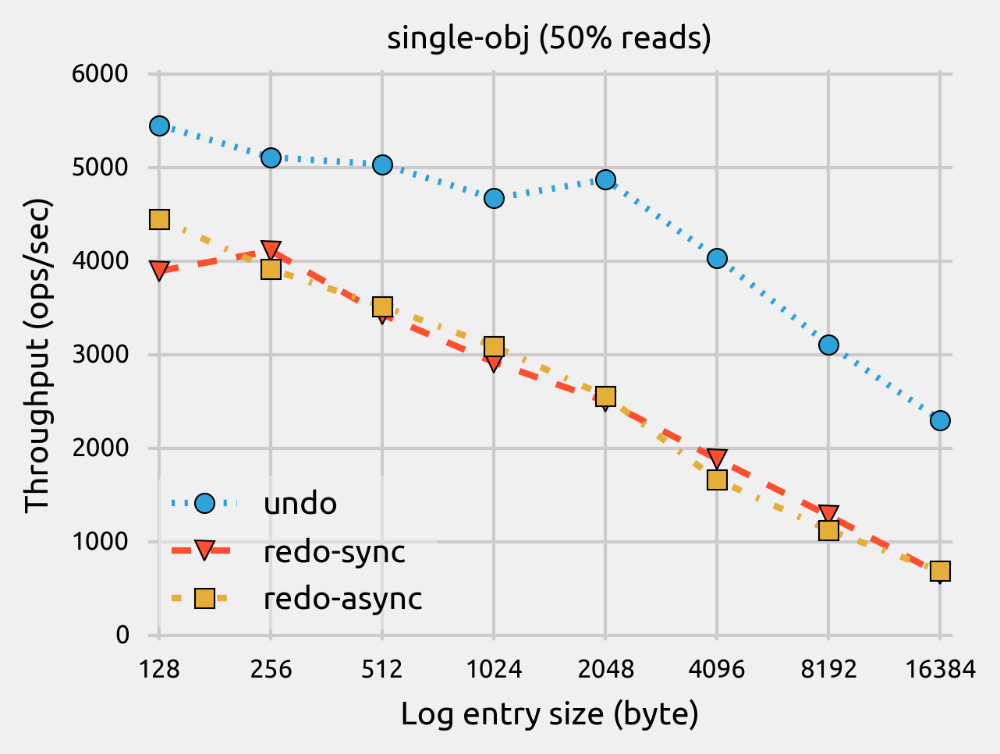 single-obj (50% reads)
6000
5000
4000
3000
2000
1000
0
Throughput (ops/sec)
undo
redo-sync
redo-async
128 256 512 1024 2048 4096 8192 16384
Log entry size (byte)